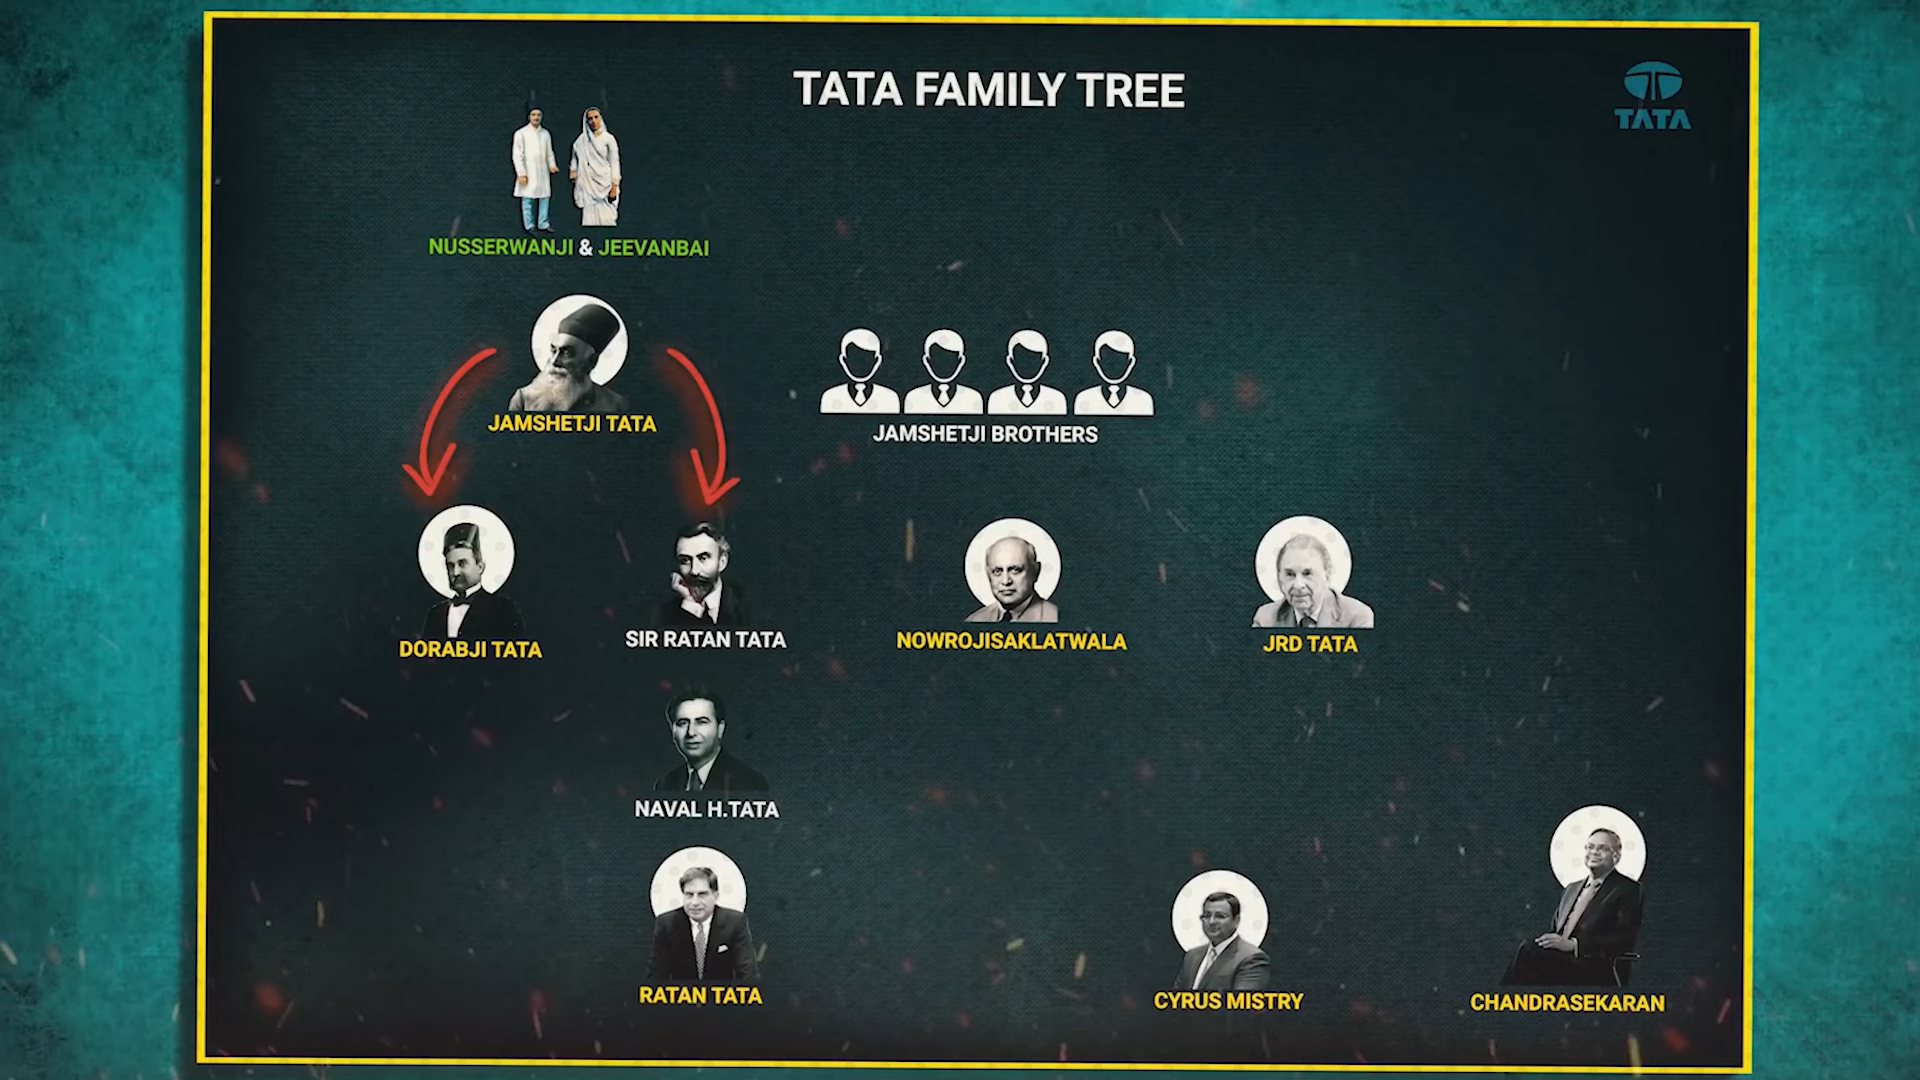 TATA FAMILY TREE
TATA
NUSSERWANJI & JEEVANBAI
JAMSHETJI TATA
JAMSHETJI BROTHERS
DORABJI TATA
SIR RATAN TATA
NOWROJISAKLATWALA
JRD TATA
NAVAL H.TATA
RATAN TATA
CYRUS MISTRY
CHANDRASEKARAN